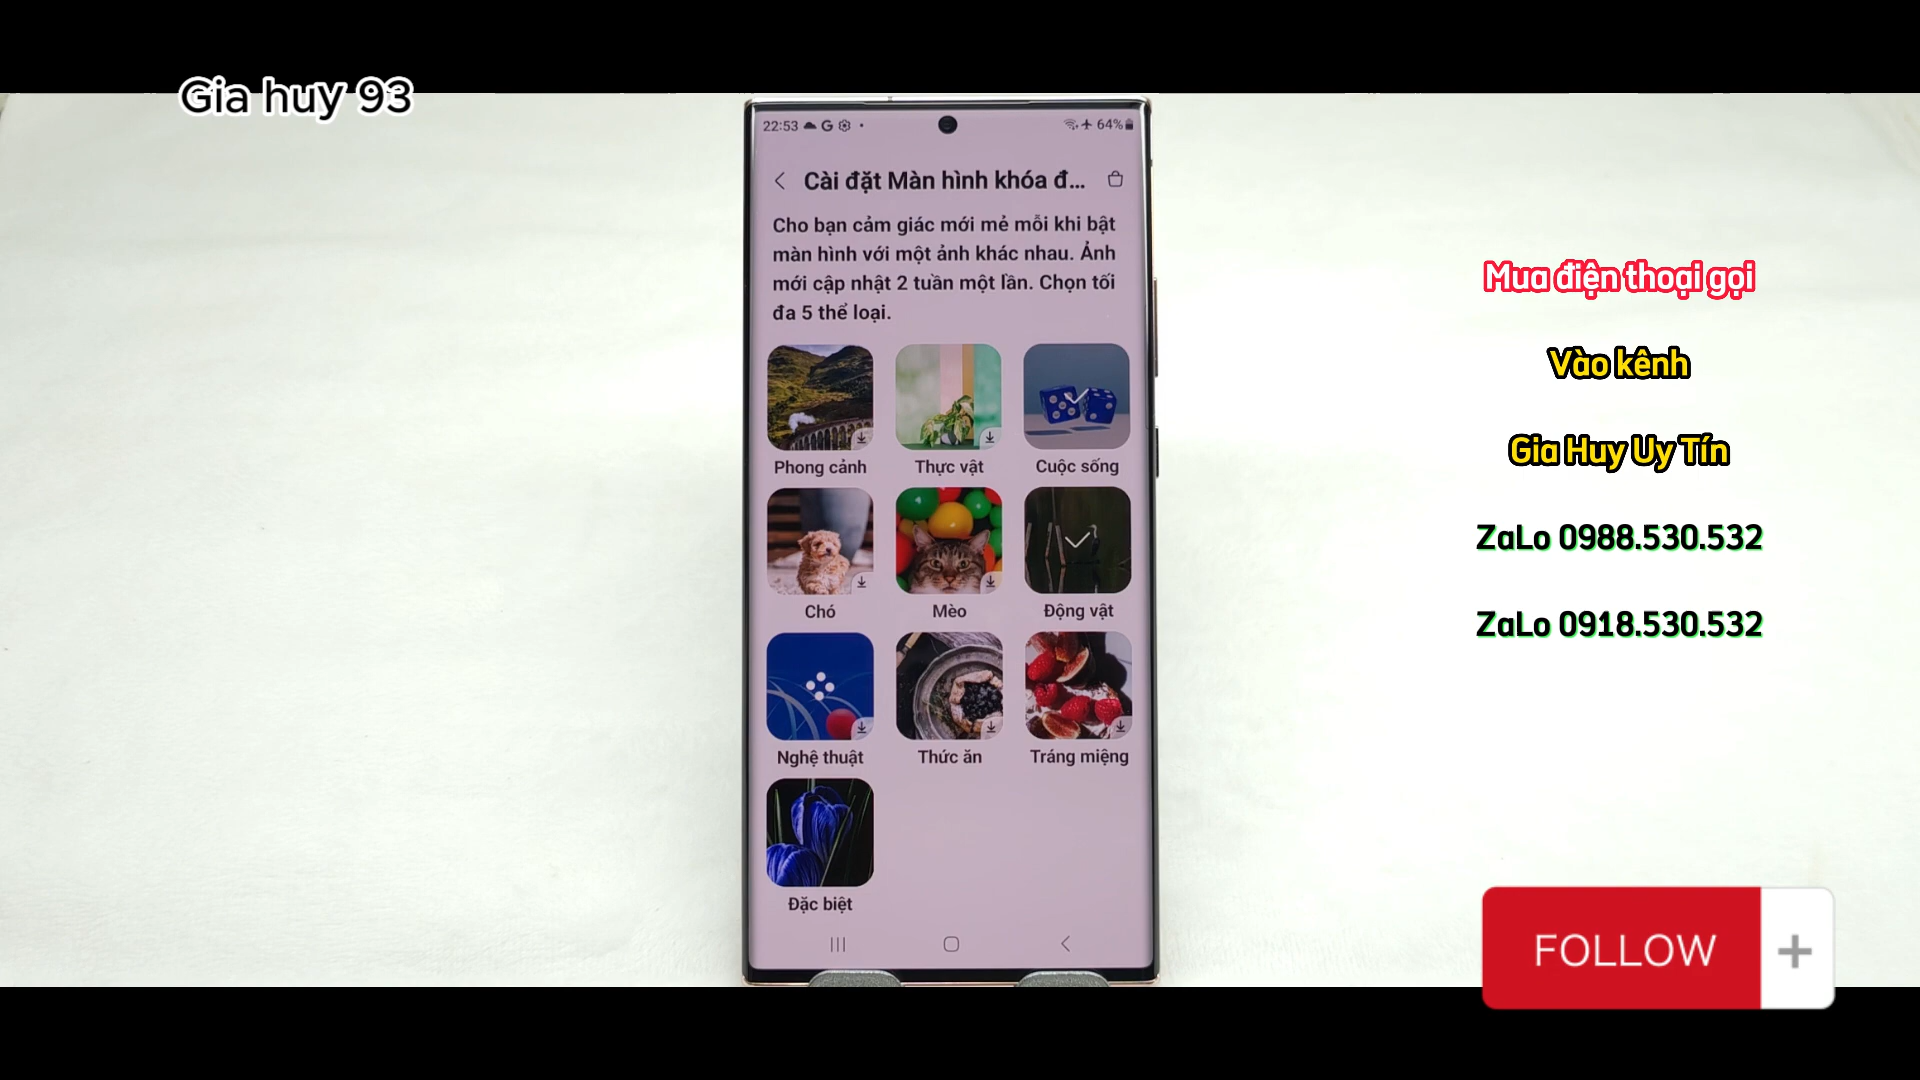 Gia huy 93
22:53
64%
Cài đặt Màn hình khóa đ...
Cho bạn cảm giác mới mẻ mỗi khi bật
màn hình với một ảnh khác nhau. Ảnh
mới cập nhật 2 tuần một lần. Chọn tối
đa 5 thể loại.
Phong cảnh
Thực vật
Cuộc sống
Chó
Mèo
Động vật
Nghệ thuật
Thức ăn
Tráng miệng
Đặc biệt
Mua điện thoại gọi
Vào kênh
Gia Huy Uy Tín
ZaLo 0988.530.532
ZaLo 0918.530.532
FOLLOW +